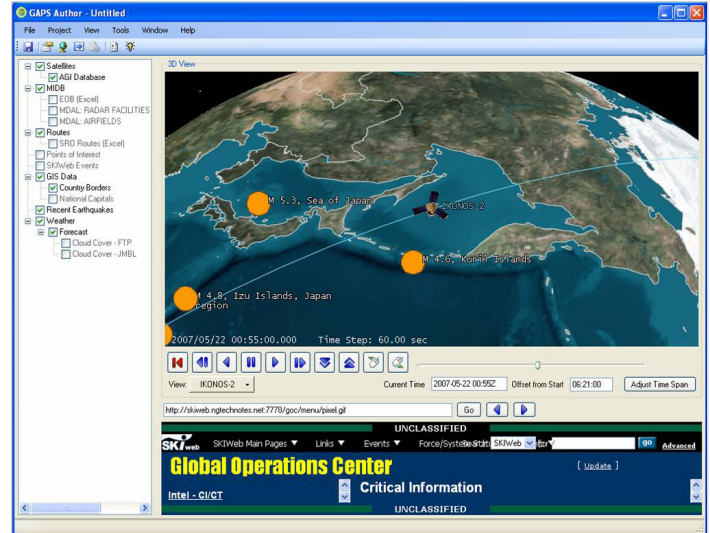 GAPS Author - Untitled
File Project View Tools Window Help
Satellites
AGI Database
MIDB
EOB (Excel)
MDAL: RADAR FACILITIES
MDAL: AIRFIELDS
Routes
SRO Routes (Excel)
Points of Interest
SKIWeb Events
GIS Data
Country Borders
National Capitals
Recent Earthquakes
Weather
Forecast
Cloud Cover - FTP
Cloud Cover - JMBL
3D View
M 5.3, Sea of Japan
IKONOS-2
M 4.6, Kuril Islands
M 4.8, Izu Islands, Japan
region
2007/05/22 00:55:00.000 Time Step: 60.00 sec
View: IKONOS-2 Current Time 2007-05-22 00:55Z Offset from Start 06:21:00 Adjust Time Span
http://skiweb.ngtechnotes.net:7778/goc/menu/pixel.gif Go
UNCLASSIFIED
SKIweb SKIWeb Main Pages Links Events Force/System Stat SKIWeb for go Advanced
Global Operations Center [ Update ]
Intel - CI/CT Critical Information
UNCLASSIFIED